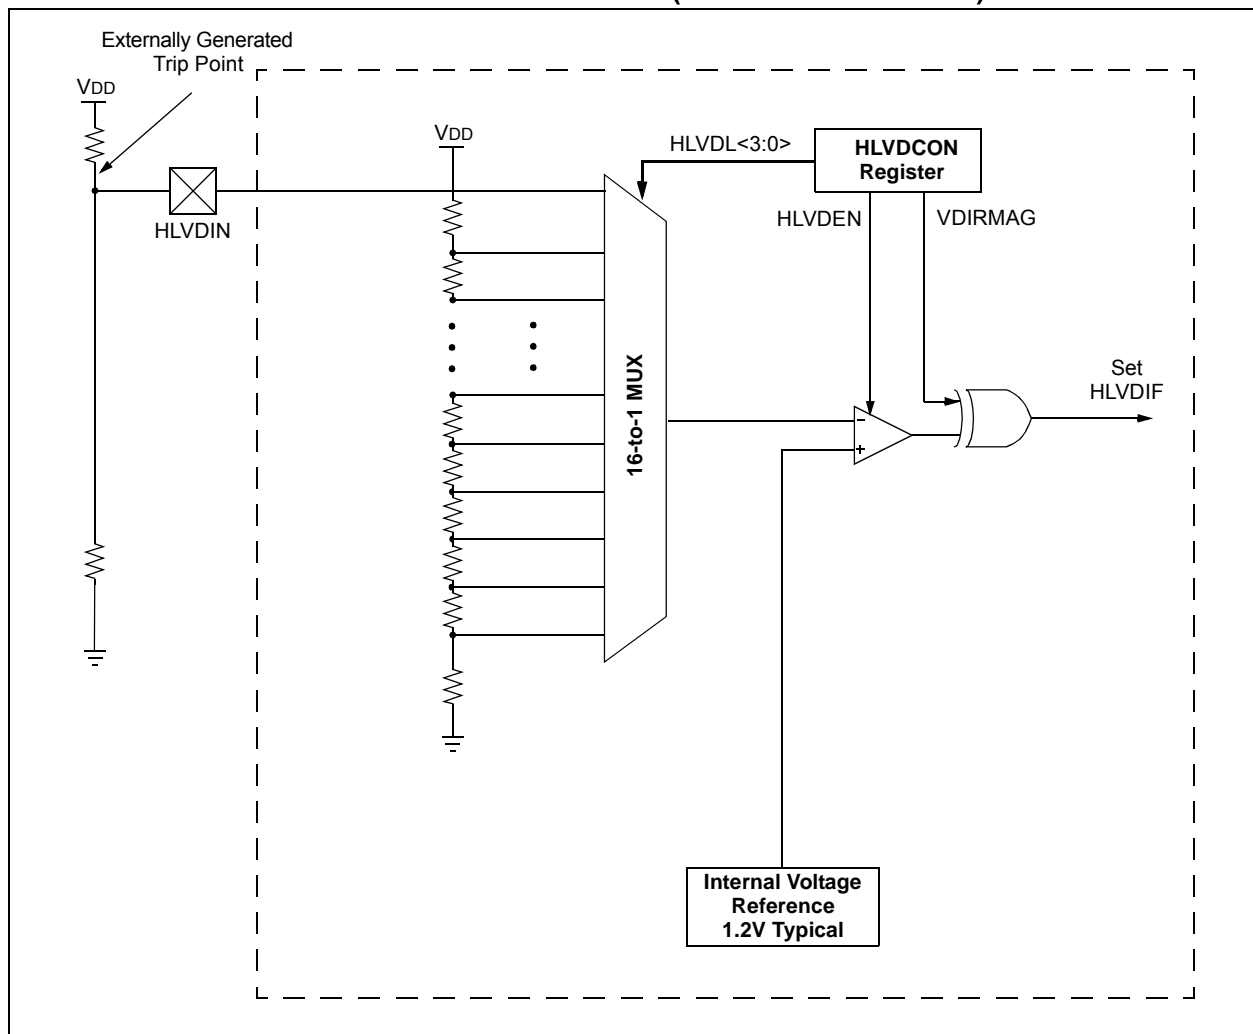 Externally Generated
Trip Point
VDD
VDD
HLVDL<3:0>
HLVDCON
Register
HLVDEN
VDIRMAG
HLVDIN
16-to-1 MUX
Set
HLVDIF
–
+
Internal Voltage
Reference
1.2V Typical